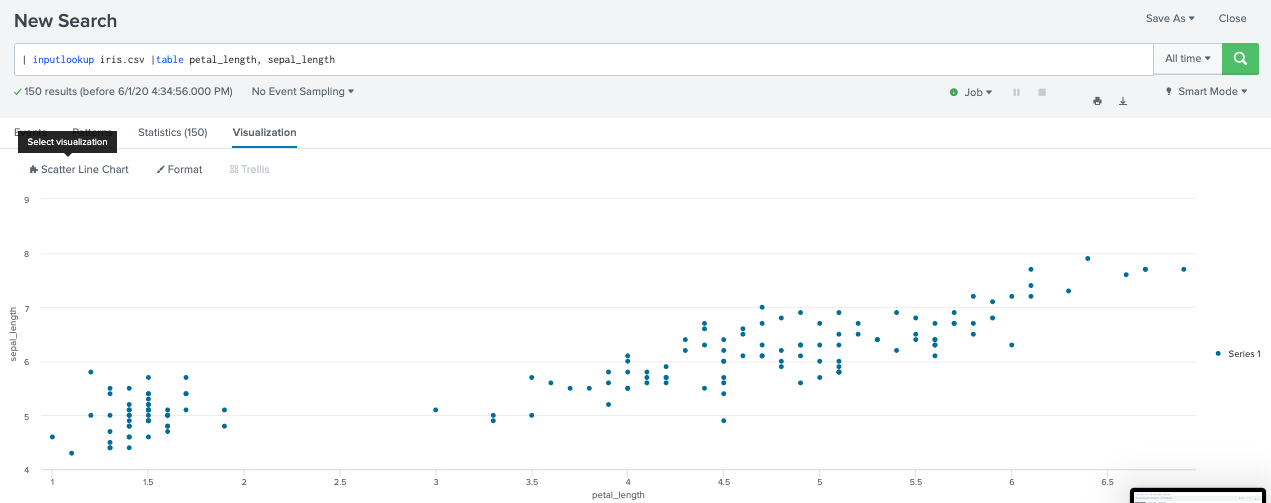 New Search
Save As ▾ Close
| inputlookup iris.csv |table petal_length, sepal_length
All time ▾
150 results (before 6/1/20 4:34:56.000 PM) No Event Sampling ▾
Job ▾
Smart Mode ▾
Events Patterns Statistics (150) Visualization
Select visualization
Scatter Line Chart Format Trellis
9
8
7
6
5
4
sepal_length
1 1.5 2 2.5 3 3.5 4 4.5 5 5.5 6 6.5
petal_length
Series 1